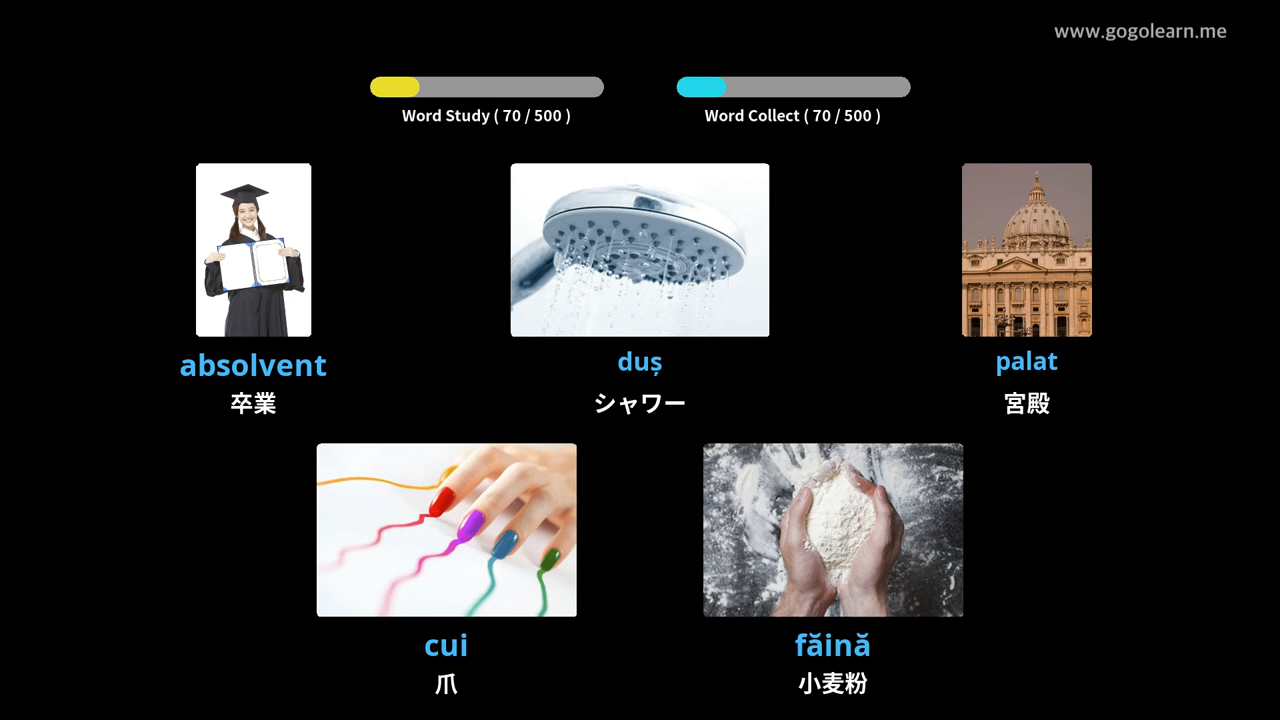 www.gogolearn.me
Word Study ( 70 / 500 )
Word Collect ( 70 / 500 )
absolvent
卒業
duș
シャワー
palat
宮殿
cui
爪
făină
小麦粉